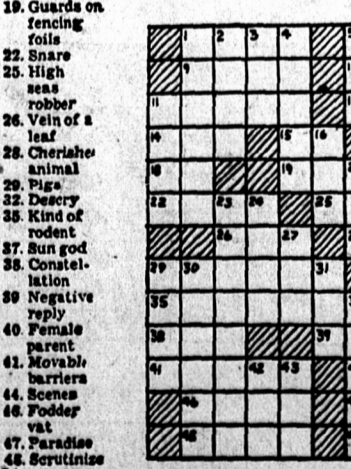 19. Guards on
fencing
foils
22. Snare
25. High
seas
robber
26. Vein of a
leaf
28. Cherished
animal
29. Pigs
32. Descry
35. Kind of
rodent
37. Sun god
38. Constel-
lation
39 Negative
reply
40. Female
parent
41. Movable
barriers
44. Scenes
46. Fodder
vat
47. Paradise
48. Scrutinize
1 2 3 4
9
11
14 15 16
18 19
22 23 24 25
26 27
29 30 31
35
38 39
41 42 43
46
48